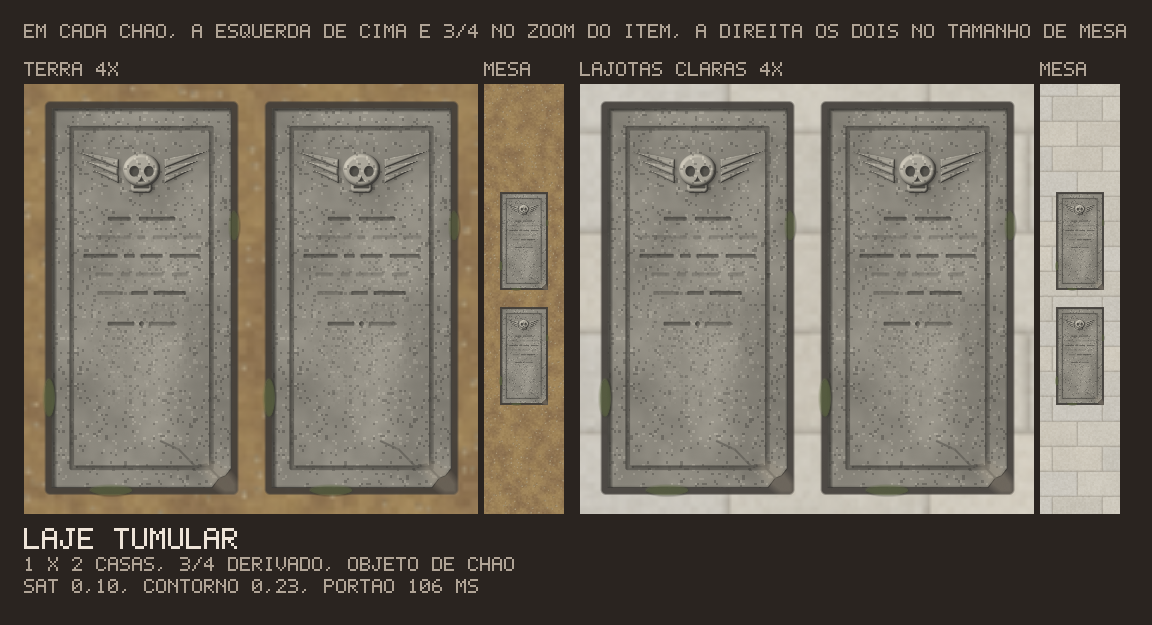 EM CADA CHAO, A ESQUERDA DE CIMA E 3/4 NO ZOOM DO ITEM, A DIREITA OS DOIS NO TAMANHO DE MESA
TERRA 4X
MESA
LAJOTAS CLARAS 4X
MESA
LAJE TUMULAR
1 X 2 CASAS, 3/4 DERIVADO, OBJETO DE CHAO
SAT 0,10, CONTORNO 0,23, PORTAO 106 MS